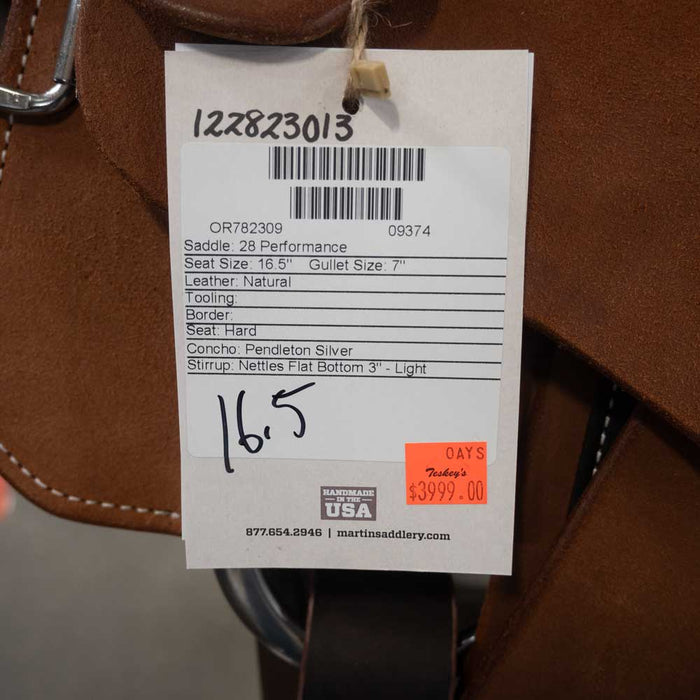 122823013
OR782309 09374
Saddle: 28 Performance
Seat Size: 16.5" Gullet Size: 7"
Leather: Natural
Tooling:
Border:
Seat: Hard
Concho: Pendleton Silver
Stirrup: Nettles Flat Bottom 3" - Light
16.5
OAYS
Teskey's
$3999.00
HANDMADE
IN THE
USA
877.654.2946 | martinsaddlery.com